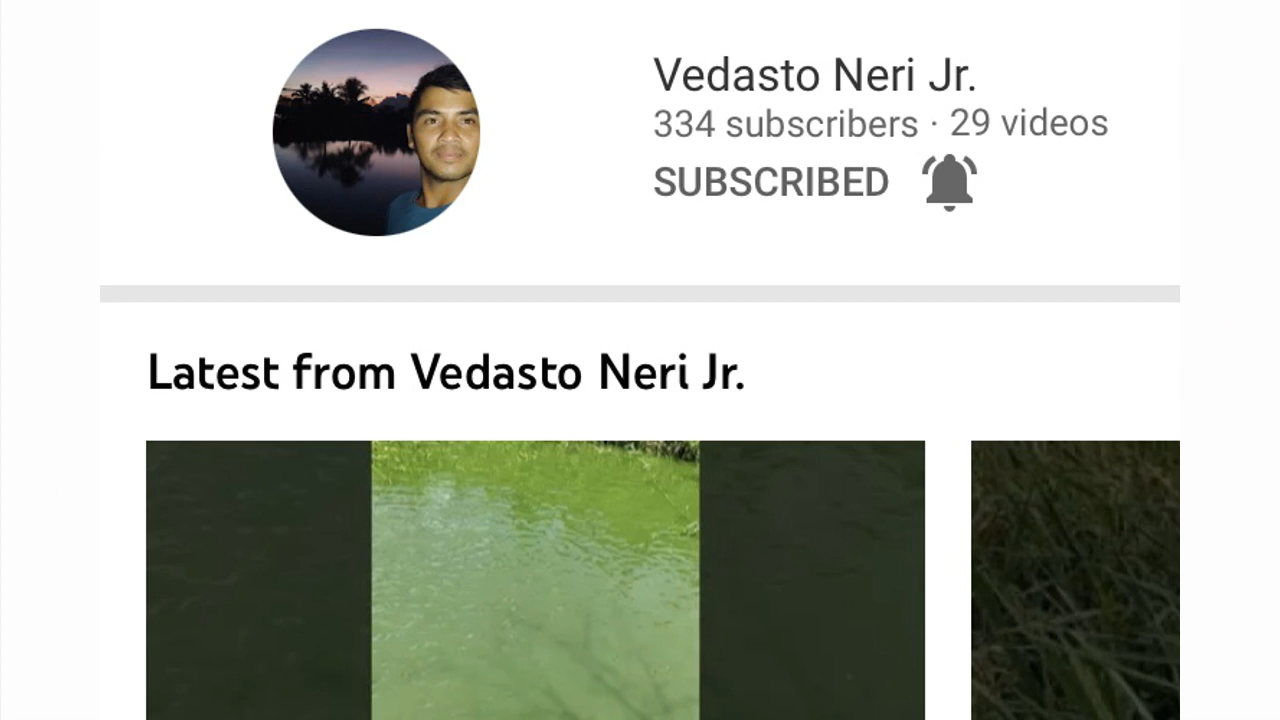 Vedasto Neri Jr.
334 subscribers · 29 videos
SUBSCRIBED
Latest from Vedasto Neri Jr.